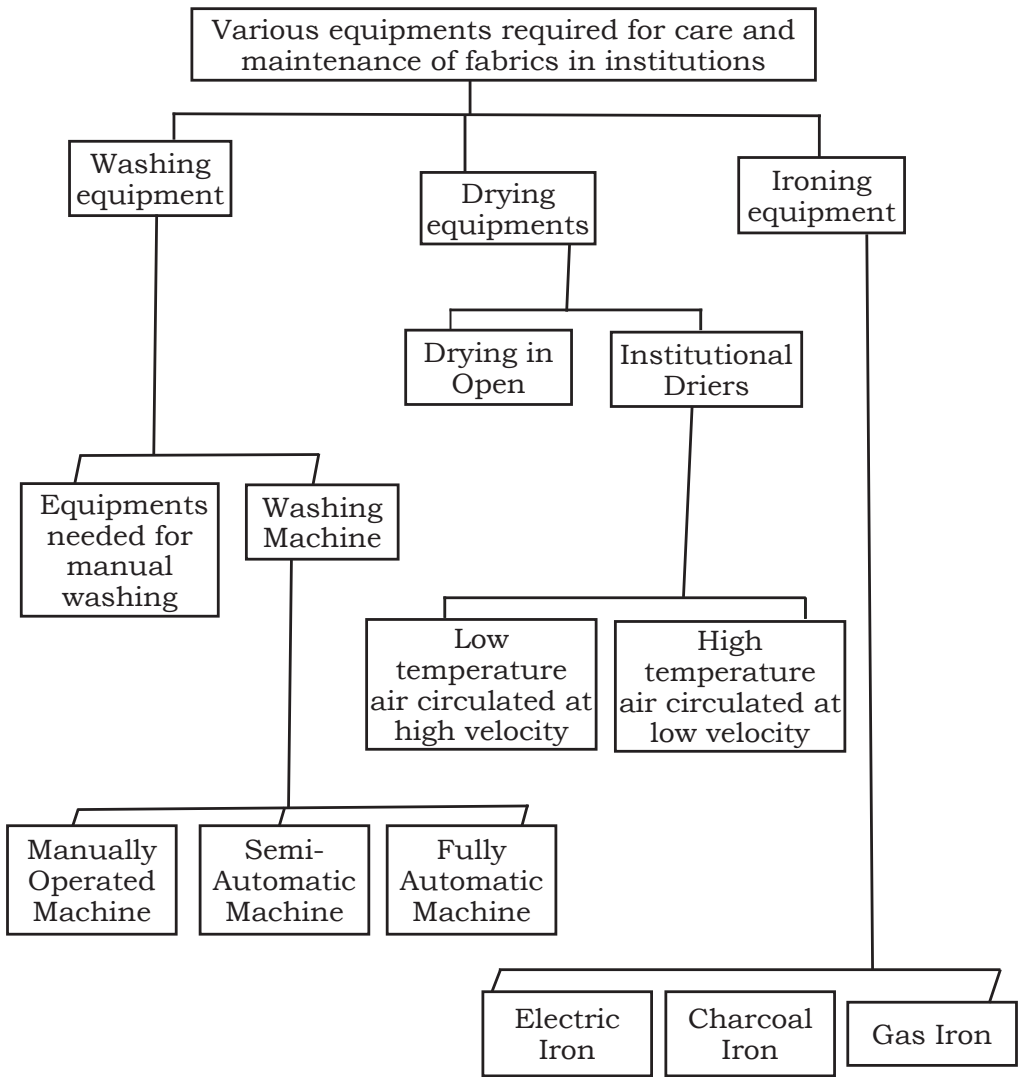 Various equipments required for care and
maintenance of fabrics in institutions
Washing
equipment
Drying
equipments
Ironing
equipment
Drying in
Open
Institutional
Driers
Equipments
needed for
manual
washing
Washing
Machine
Low
temperature
air circulated at
high velocity
High
temperature
air circulated at
low velocity
Manually
Operated
Machine
Semi-
Automatic
Machine
Fully
Automatic
Machine
Electric
Iron
Charcoal
Iron
Gas Iron